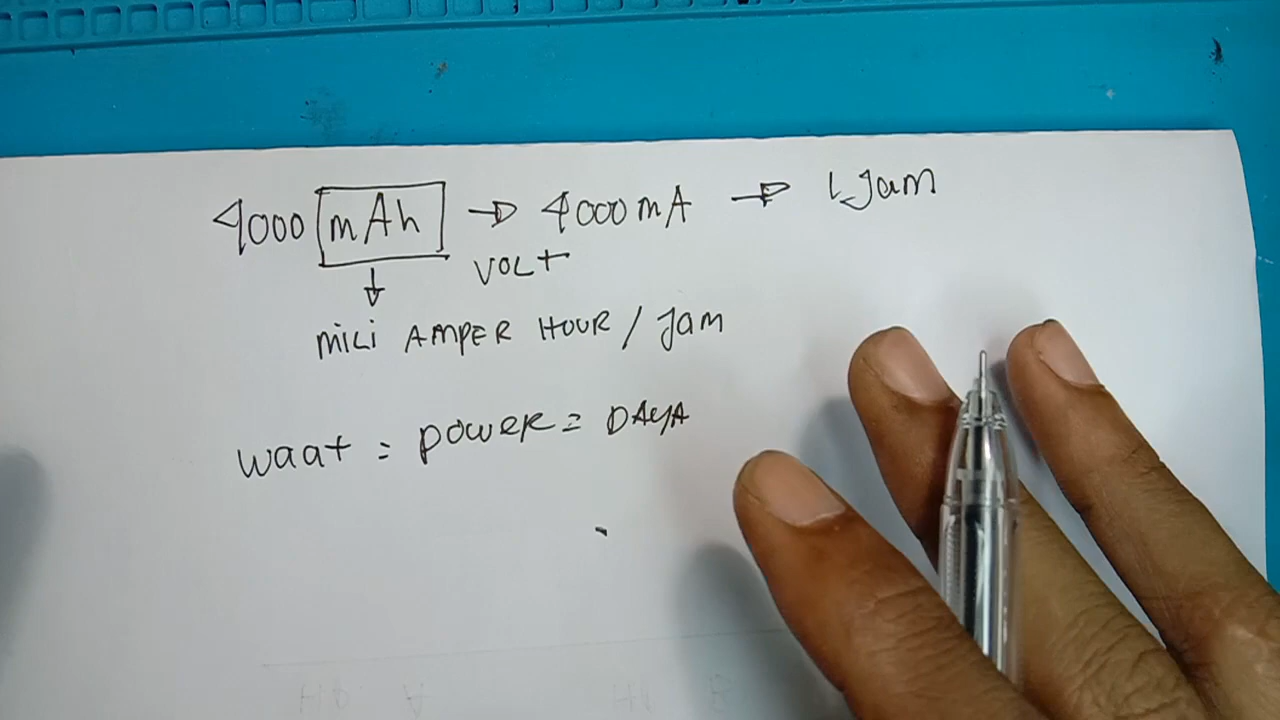 4000 mAh → 4000 mA → 1 Jam
VOLT
MiLi AMPER HOUR / Jam
waat = power = DAYA